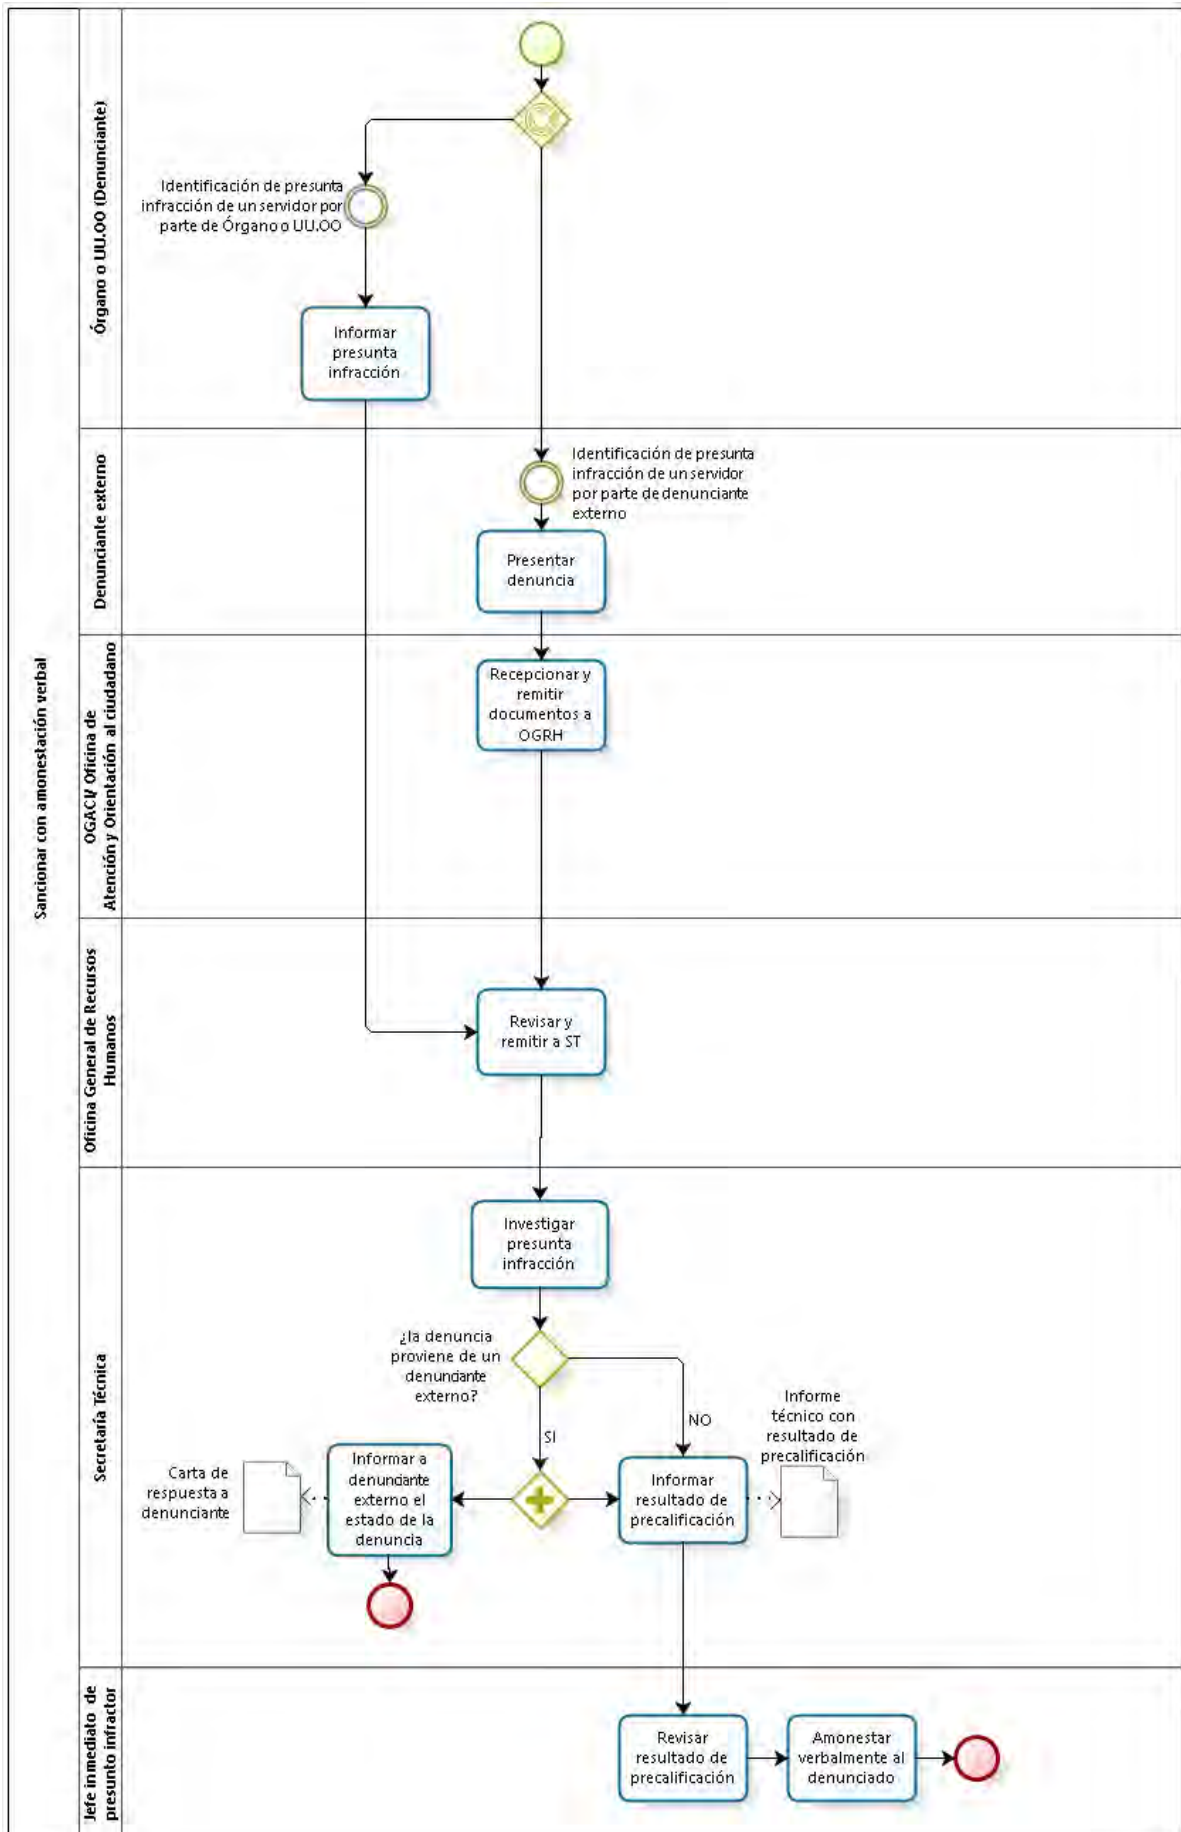 Sancionar con amonestación verbal
Órgano o UU.OO (Denunciante)
Identificación de presunta
infracción de un servidor por
parte de Órgano o UU.OO
Informar
presunta
infracción
Denunciante externo
Identificación de presunta
infracción de un servidor
por parte de denunciante
externo
Presentar
denuncia
OGACI/ Oficina de
Atención y Orientación al ciudadano
Recepcionar y
remitir
documentos a
OGRH
Oficina General de Recursos
Humanos
Revisar y
remitir a ST
Secretaría Técnica
Investigar
presunta
infracción
¿la denuncia
proviene de un
denunciante
externo?
SI
NO
Informe
técnico con
resultado de
precalificación
Carta de
respuesta a
denunciante
Informar a
denunciante
externo el
estado de la
denuncia
Informar
resultado de
precalificación
Jefe inmediato de
presunto infractor
Revisar
resultado de
precalificación
Amonestar
verbalmente al
denunciado